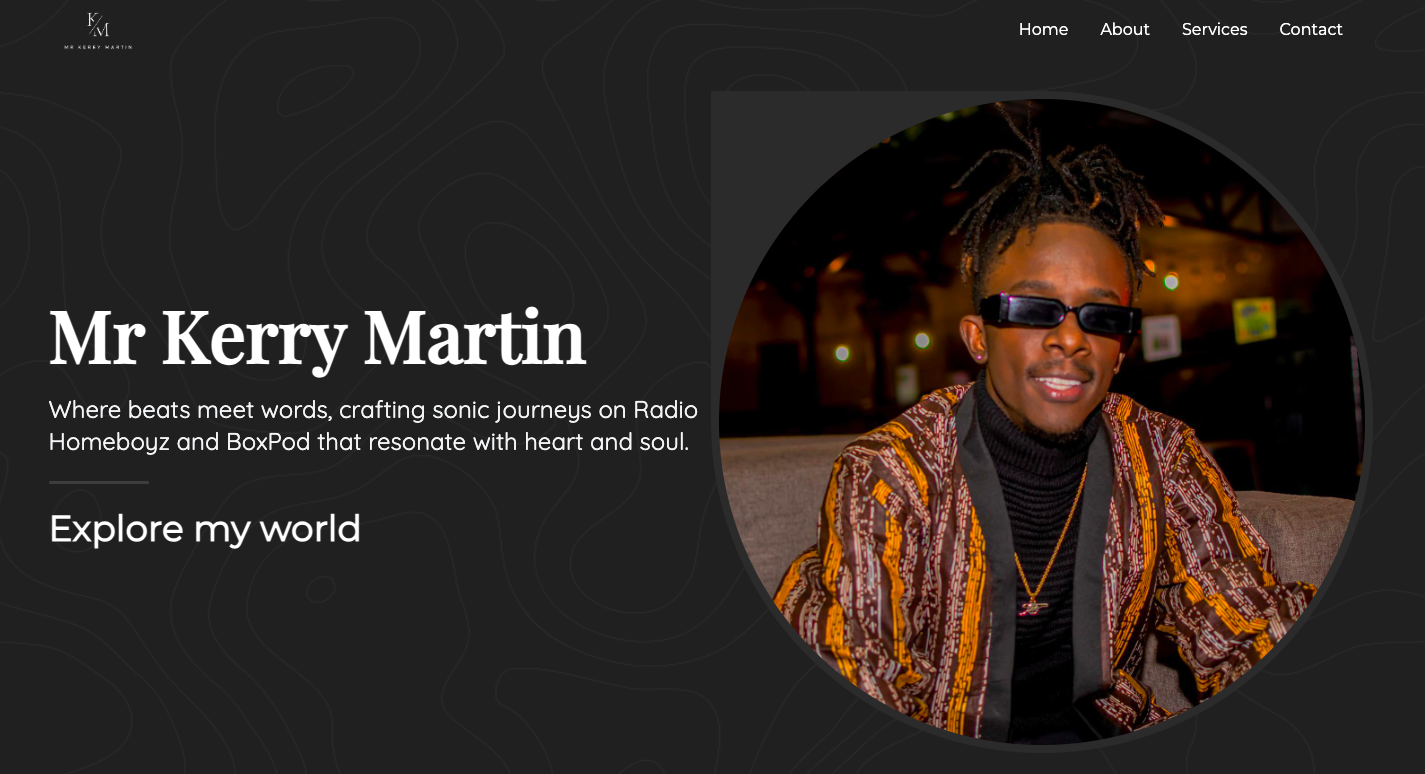 K M
MR KERRY MARTIN
Home About Services Contact
Mr Kerry Martin
Where beats meet words, crafting sonic journeys on Radio
Homeboyz and BoxPod that resonate with heart and soul.
Explore my world